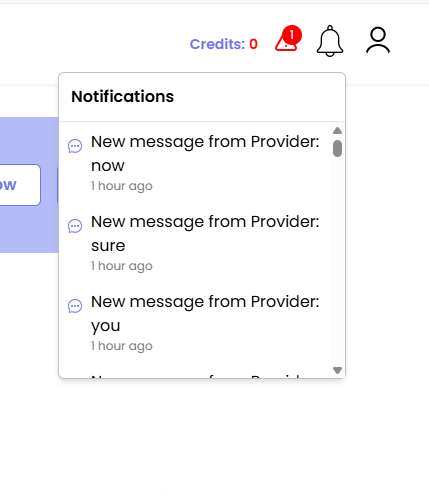 Credits: 0
1
Notifications
New message from Provider:
now
1 hour ago
ow
New message from Provider:
sure
1 hour ago
New message from Provider:
you
1 hour ago